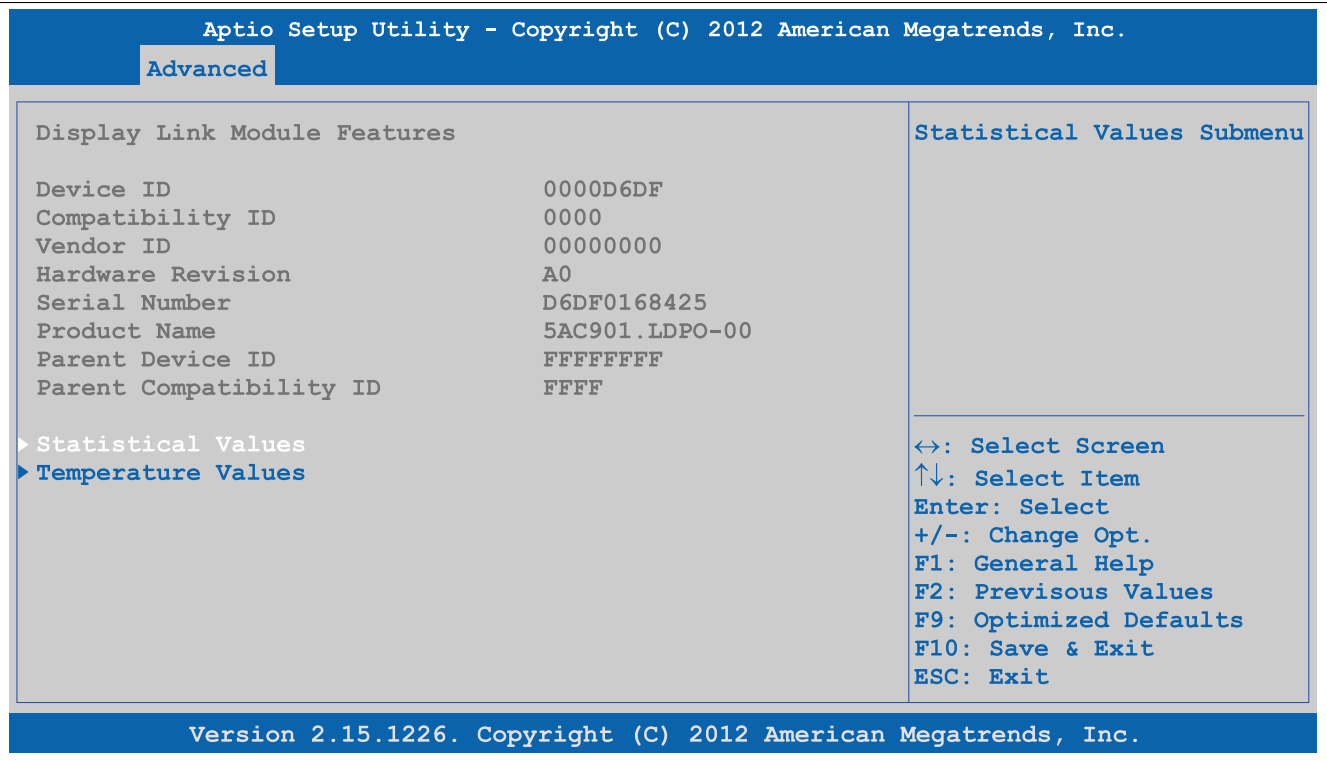 Aptio Setup Utility - Copyright (C) 2012 American Megatrends, Inc.
Advanced
Display Link Module Features
Device ID 0000D6DF
Compatibility ID 0000
Vendor ID 00000000
Hardware Revision A0
Serial Number D6DF0168425
Product Name 5AC901.LDPO-00
Parent Device ID FFFFFFFF
Parent Compatibility ID FFFF
Statistical Values
Temperature Values
Statistical Values Submenu
↔: Select Screen
↑↓: Select Item
Enter: Select
+/-: Change Opt.
F1: General Help
F2: Previsous Values
F9: Optimized Defaults
F10: Save & Exit
ESC: Exit
Version 2.15.1226. Copyright (C) 2012 American Megatrends, Inc.